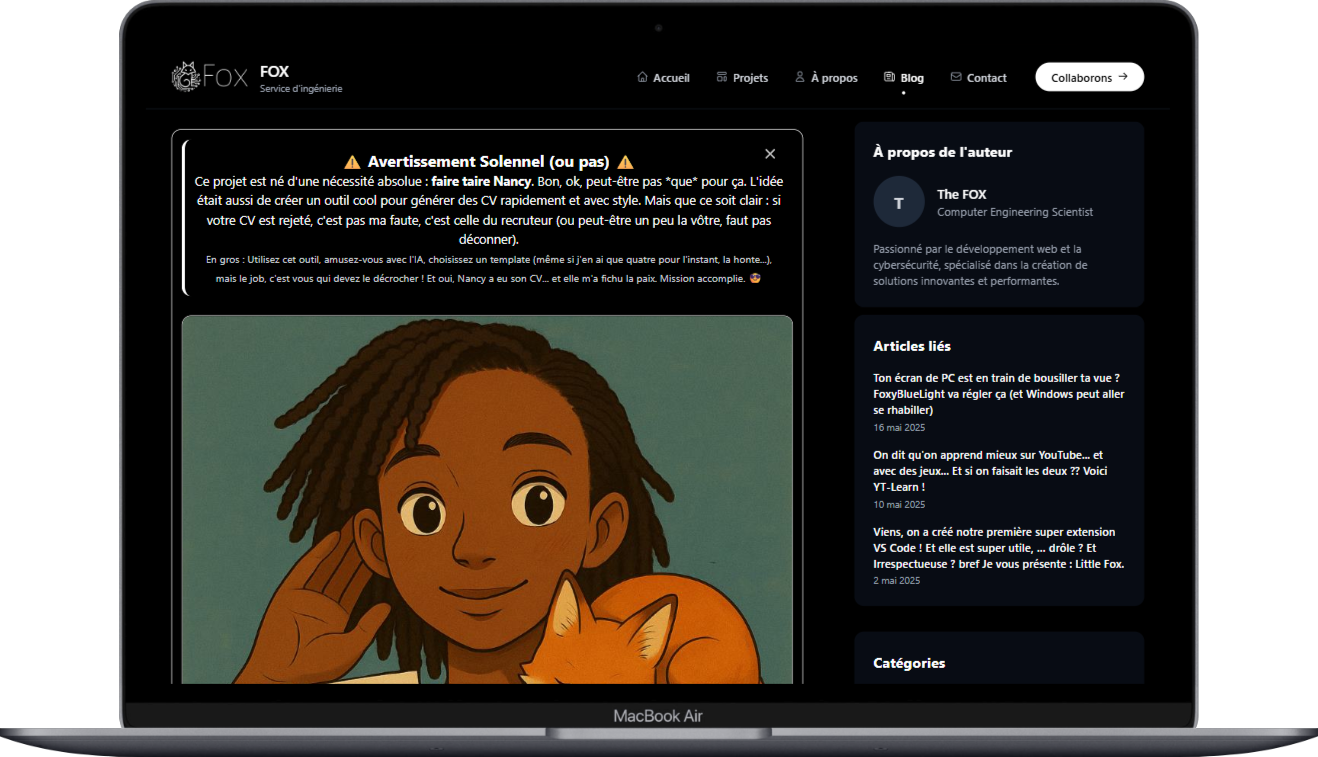 Fox
FOX
Service d'ingénierie
Accueil
Projets
À propos
Blog
Contact
Collaborons →
⚠️ Avertissement Solennel (ou pas) ⚠️
Ce projet est né d'une nécessité absolue : faire taire Nancy. Bon, ok, peut-être pas *que* pour ça. L'idée
était aussi de créer un outil cool pour générer des CV rapidement et avec style. Mais que ce soit clair : si
votre CV est rejeté, c'est pas ma faute, c'est celle du recruteur (ou peut-être un peu la vôtre, faut pas
déconner).
En gros : Utilisez cet outil, amusez-vous avec l'IA, choisissez un template (même si j'en ai que quatre pour l'instant, la honte...),
mais le job, c'est vous qui devez le décrocher ! Et oui, Nancy a eu son CV... et elle m'a fichu la paix. Mission accomplie. 😎
À propos de l'auteur
T
The FOX
Computer Engineering Scientist
Passionné par le développement web et la
cybersécurité, spécialisé dans la création de
solutions innovantes et performantes.
Articles liés
Ton écran de PC est en train de bousiller ta vue ?
FoxyBlueLight va régler ça (et Windows peut aller
se rhabiller)
16 mai 2025
On dit qu'on apprend mieux sur YouTube... et
avec des jeux... Et si on faisait les deux ?? Voici
YT-Learn !
10 mai 2025
Viens, on a créé notre première super extension
VS Code ! Et elle est super utile, ... drôle ? Et
Irrespectueuse ? bref Je vous présente : Little Fox.
2 mai 2025
Catégories
MacBook Air